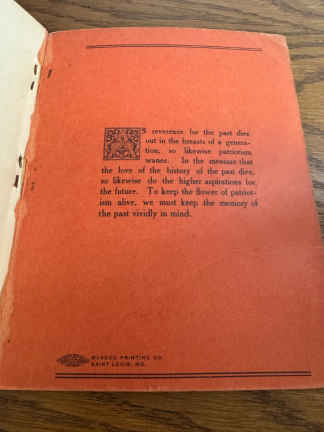 AS reverence for the past dies
out in the breasts of a genera-
tion, so likewise patriotism
wanes. In the measure that
the love of the history of the past dies,
so likewise do the higher aspirations for
the future. To keep the flower of patriot-
ism alive, we must keep the memory of
the past vividly in mind.
PRINTING CO.
SAINT LOUIS, MO.